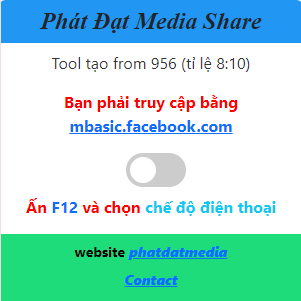 Phát Đạt Media Share
Tool tạo from 956 (tỉ lệ 8:10)
Bạn phải truy cập bằng
mbasic.facebook.com
Ấn F12 và chọn chế độ điện thoại
website phatdatmedia
Contact